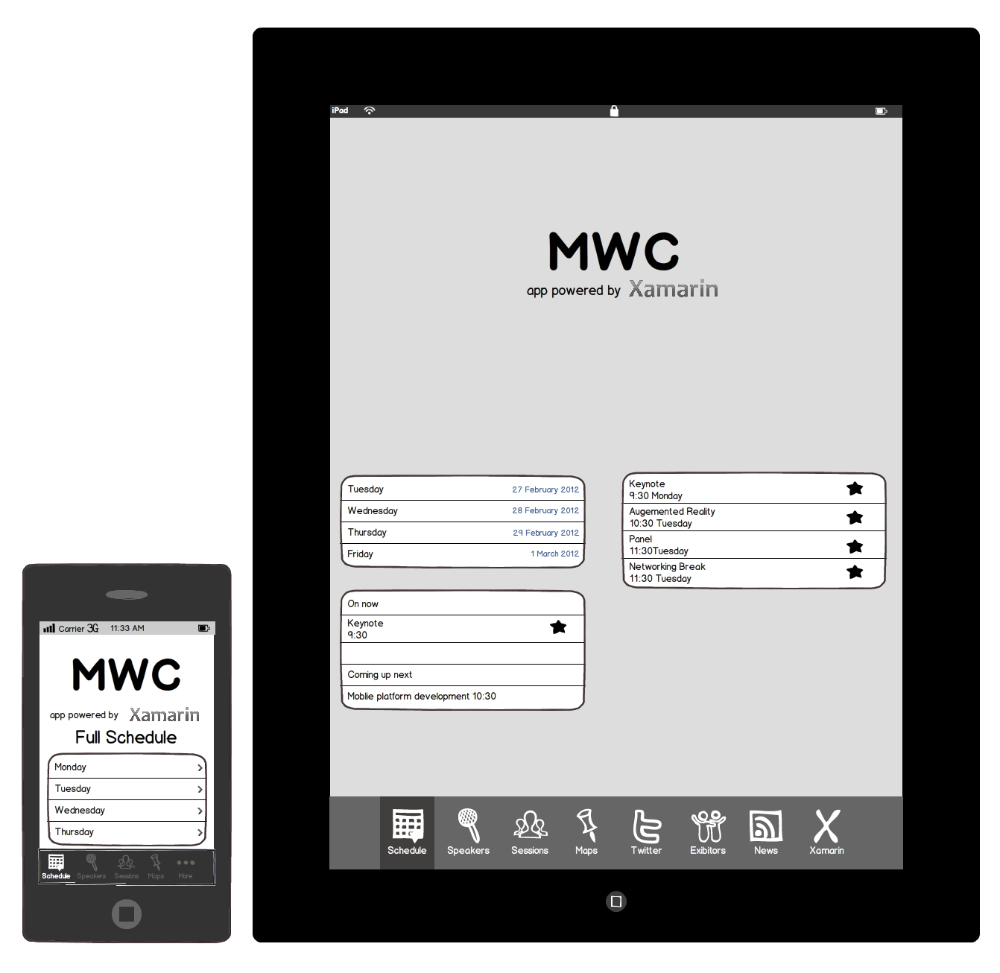 iPad
MWC
app powered by Xamarin
Tuesday 27 February 2012
Wednesday 28 February 2012
Thursday 29 February 2012
Friday 1 March 2012
On now
Keynote
9:30
Coming up next
Moblie platform development 10:30
Keynote
9:30 Monday
Augemented Reality
10:30 Tuesday
Panel
11:30Tuesday
Networking Break
11:30 Tuesday
Schedule Speakers Sessions Maps Twitter Exibitors News Xamarin
Carrier 3G 11:33 AM
MWC
app powered by Xamarin
Full Schedule
Monday
Tuesday
Wednesday
Thursday
Schedule Speakers Sessions Maps More